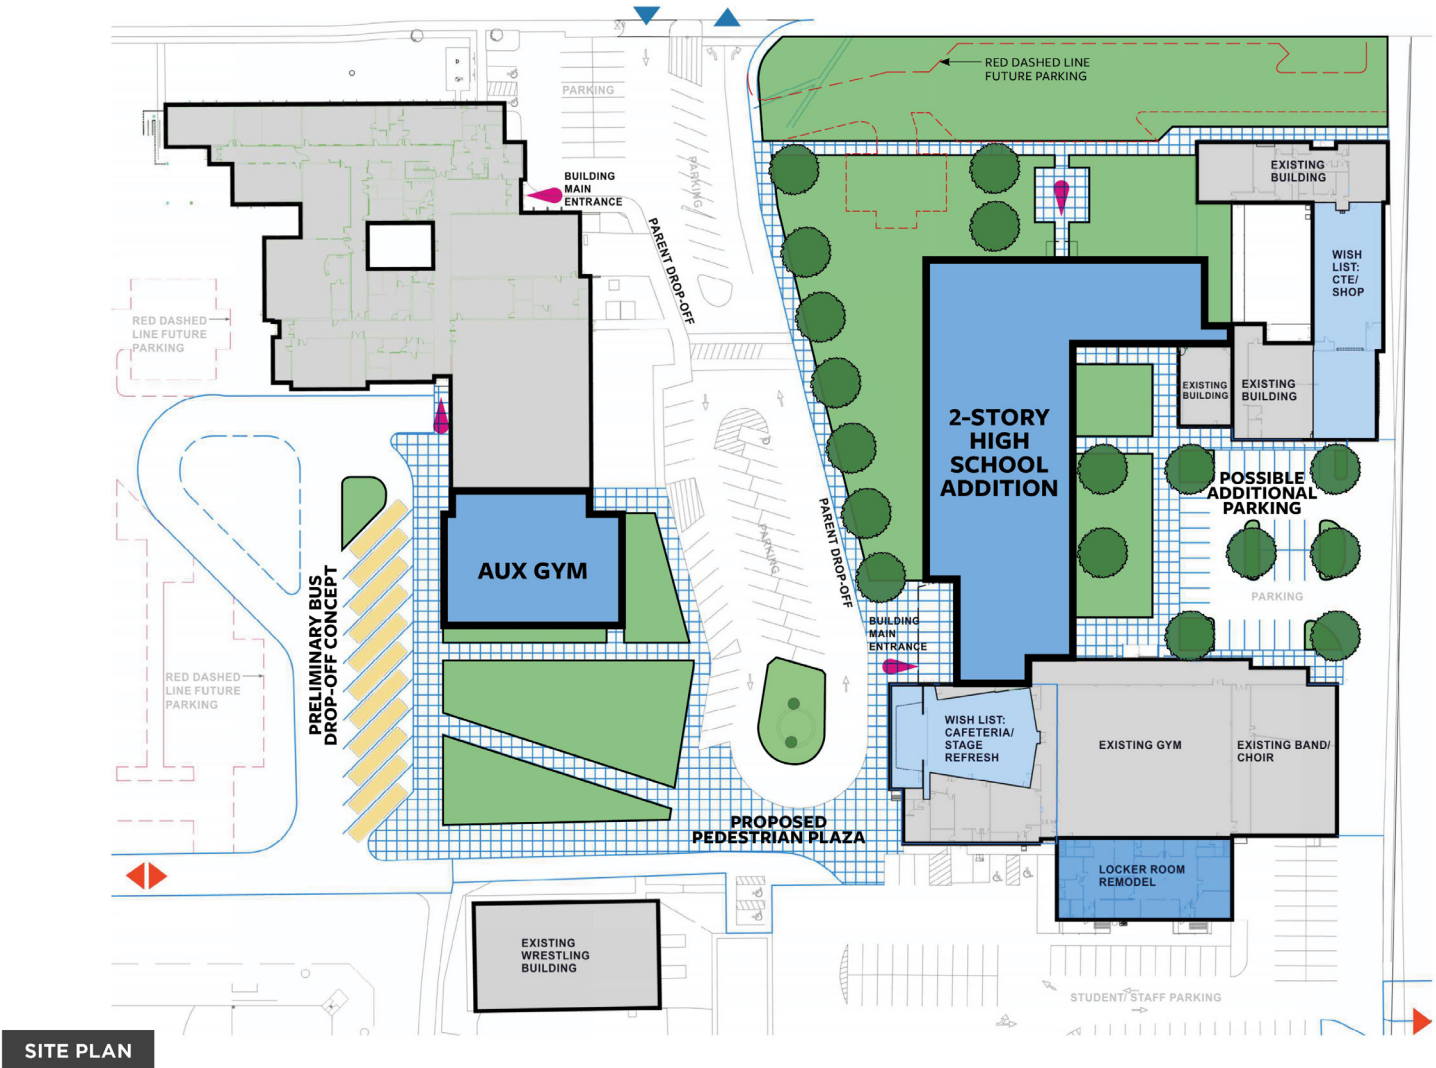 PARKING
RED DASHED LINE
FUTURE PARKING
BUILDING
MAIN
ENTRANCE
PARKING
EXISTING
BUILDING
PARENT DROP-OFF
WISH
LIST:
CTE/
SHOP
RED DASHED
LINE FUTURE
PARKING
EXISTING
BUILDING
EXISTING
BUILDING
2-STORY
HIGH
SCHOOL
ADDITION
POSSIBLE
ADDITIONAL
PARKING
PARKING
PARENT DROP-OFF
AUX GYM
PRELIMINARY BUS
DROP-OFF CONCEPT
PARKING
BUILDING
MAIN
ENTRANCE
RED DASHED
LINE FUTURE
PARKING
WISH LIST:
CAFETERIA/
STAGE
REFRESH
EXISTING GYM
EXISTING BAND/
CHOIR
PROPOSED
PEDESTRIAN PLAZA
LOCKER ROOM
REMODEL
EXISTING
WRESTLING
BUILDING
STUDENT/ STAFF PARKING
SITE PLAN